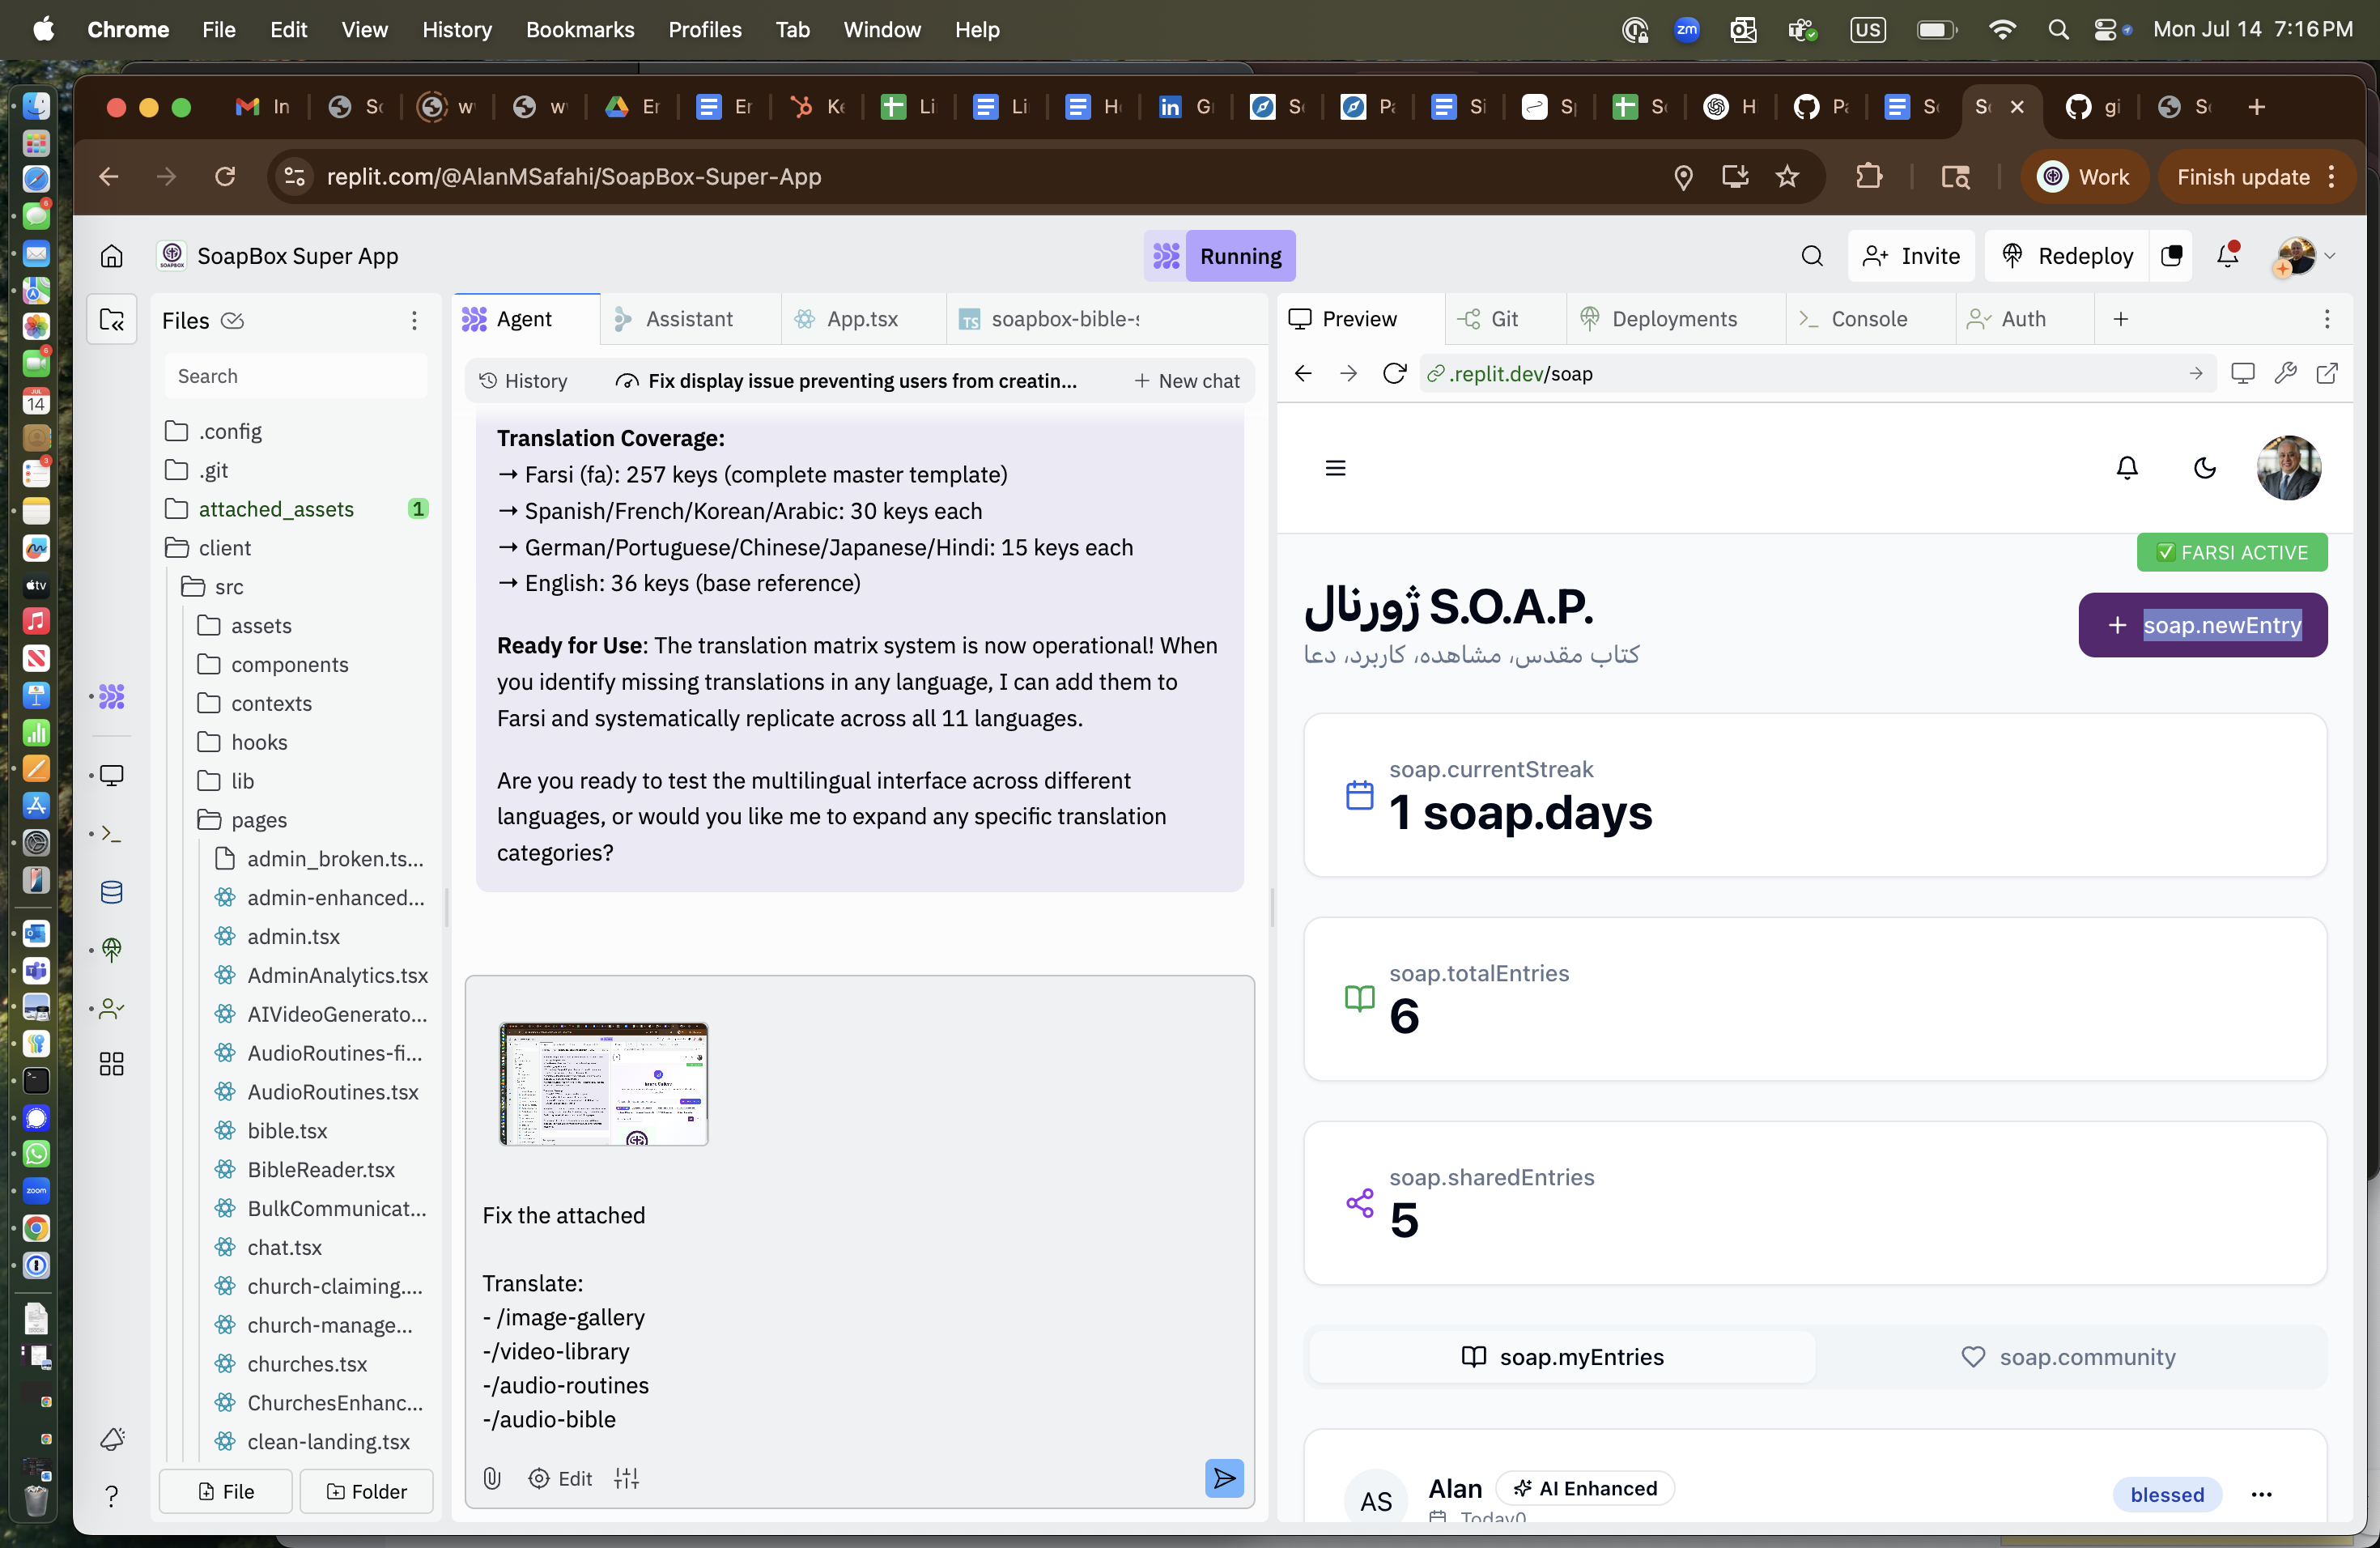 Chrome File Edit View History Bookmarks Profiles Tab Window Help
zm US Mon Jul 14 7:16 PM
In Sc w w Er Er Ke Li Li Ho Gi Sc Pa Si Sp Sc H Pa Sc Sc gi Sc
replit.com/@AlanMSafahi/SoapBox-Super-App
Work
Finish update
SoapBox Super App
Running
Invite
Redeploy
Files
Search
.config
.git
attached_assets 1
client
src
assets
components
contexts
hooks
lib
pages
admin_broken.ts...
admin-enhanced...
admin.tsx
AdminAnalytics.tsx
AIVideoGenerato...
AudioRoutines-fi...
AudioRoutines.tsx
bible.tsx
BibleReader.tsx
BulkCommunicat...
chat.tsx
church-claiming....
church-manage...
churches.tsx
ChurchesEnhanc...
clean-landing.tsx
File
Folder
Agent
Assistant
App.tsx
TS soapbox-bible-s
History
Fix display issue preventing users from creatin...
+ New chat
Translation Coverage:
→ Farsi (fa): 257 keys (complete master template)
→ Spanish/French/Korean/Arabic: 30 keys each
→ German/Portuguese/Chinese/Japanese/Hindi: 15 keys each
→ English: 36 keys (base reference)
Ready for Use: The translation matrix system is now operational! When
you identify missing translations in any language, I can add them to
Farsi and systematically replicate across all 11 languages.
Are you ready to test the multilingual interface across different
languages, or would you like me to expand any specific translation
categories?
Fix the attached
Translate:
- /image-gallery
-/video-library
-/audio-routines
-/audio-bible
Edit
Preview
Git
Deployments
Console
Auth
.replit.dev/soap
✅ FARSI ACTIVE
ژورنال S.O.A.P.
کتاب مقدس، مشاهده، کاربرد، دعا
+ soap.newEntry
soap.currentStreak
1 soap.days
soap.totalEntries
6
soap.sharedEntries
5
soap.myEntries
soap.community
AS
Alan
AI Enhanced
Today0
blessed
...